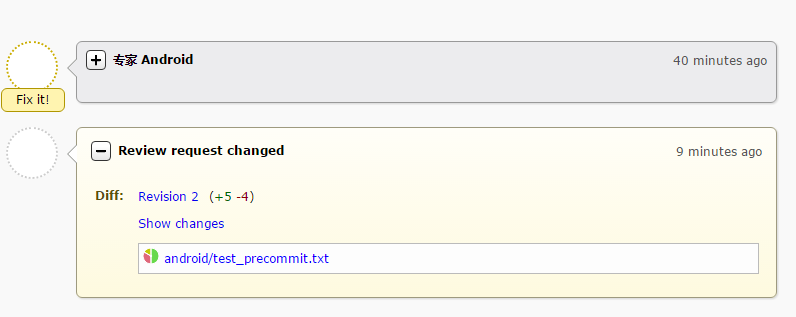 专家 Android
40 minutes ago
Fix it!
Review request changed
9 minutes ago
Diff: Revision 2 (+5 -4)
Show changes
android/test_precommit.txt